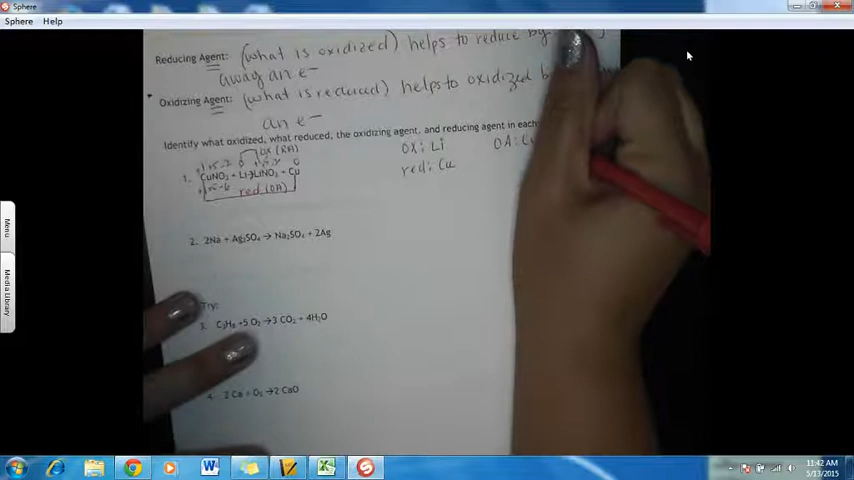 Sphere
Sphere Help
Reducing Agent: (what is oxidized) helps to reduce by
away an e-
Oxidizing Agent: (what is reduced) helps to oxidized
an e-
Identify what oxidized, what reduced, the oxidizing agent, and reducing agent in each
OX (RA)
OX: Li
OA: Cu
1. CuNO3 + Li→LiNO3 + Cu
red: Cu
red (OA)
2. 2Na + Ag2SO4 → Na2SO4 + 2Ag
Try:
3. C3H8 +5 O2 →3 CO2 + 4H2O
4. 2 Ca + O2 →2 CaO
Menu
Media Library
11:42 AM
5/13/2015